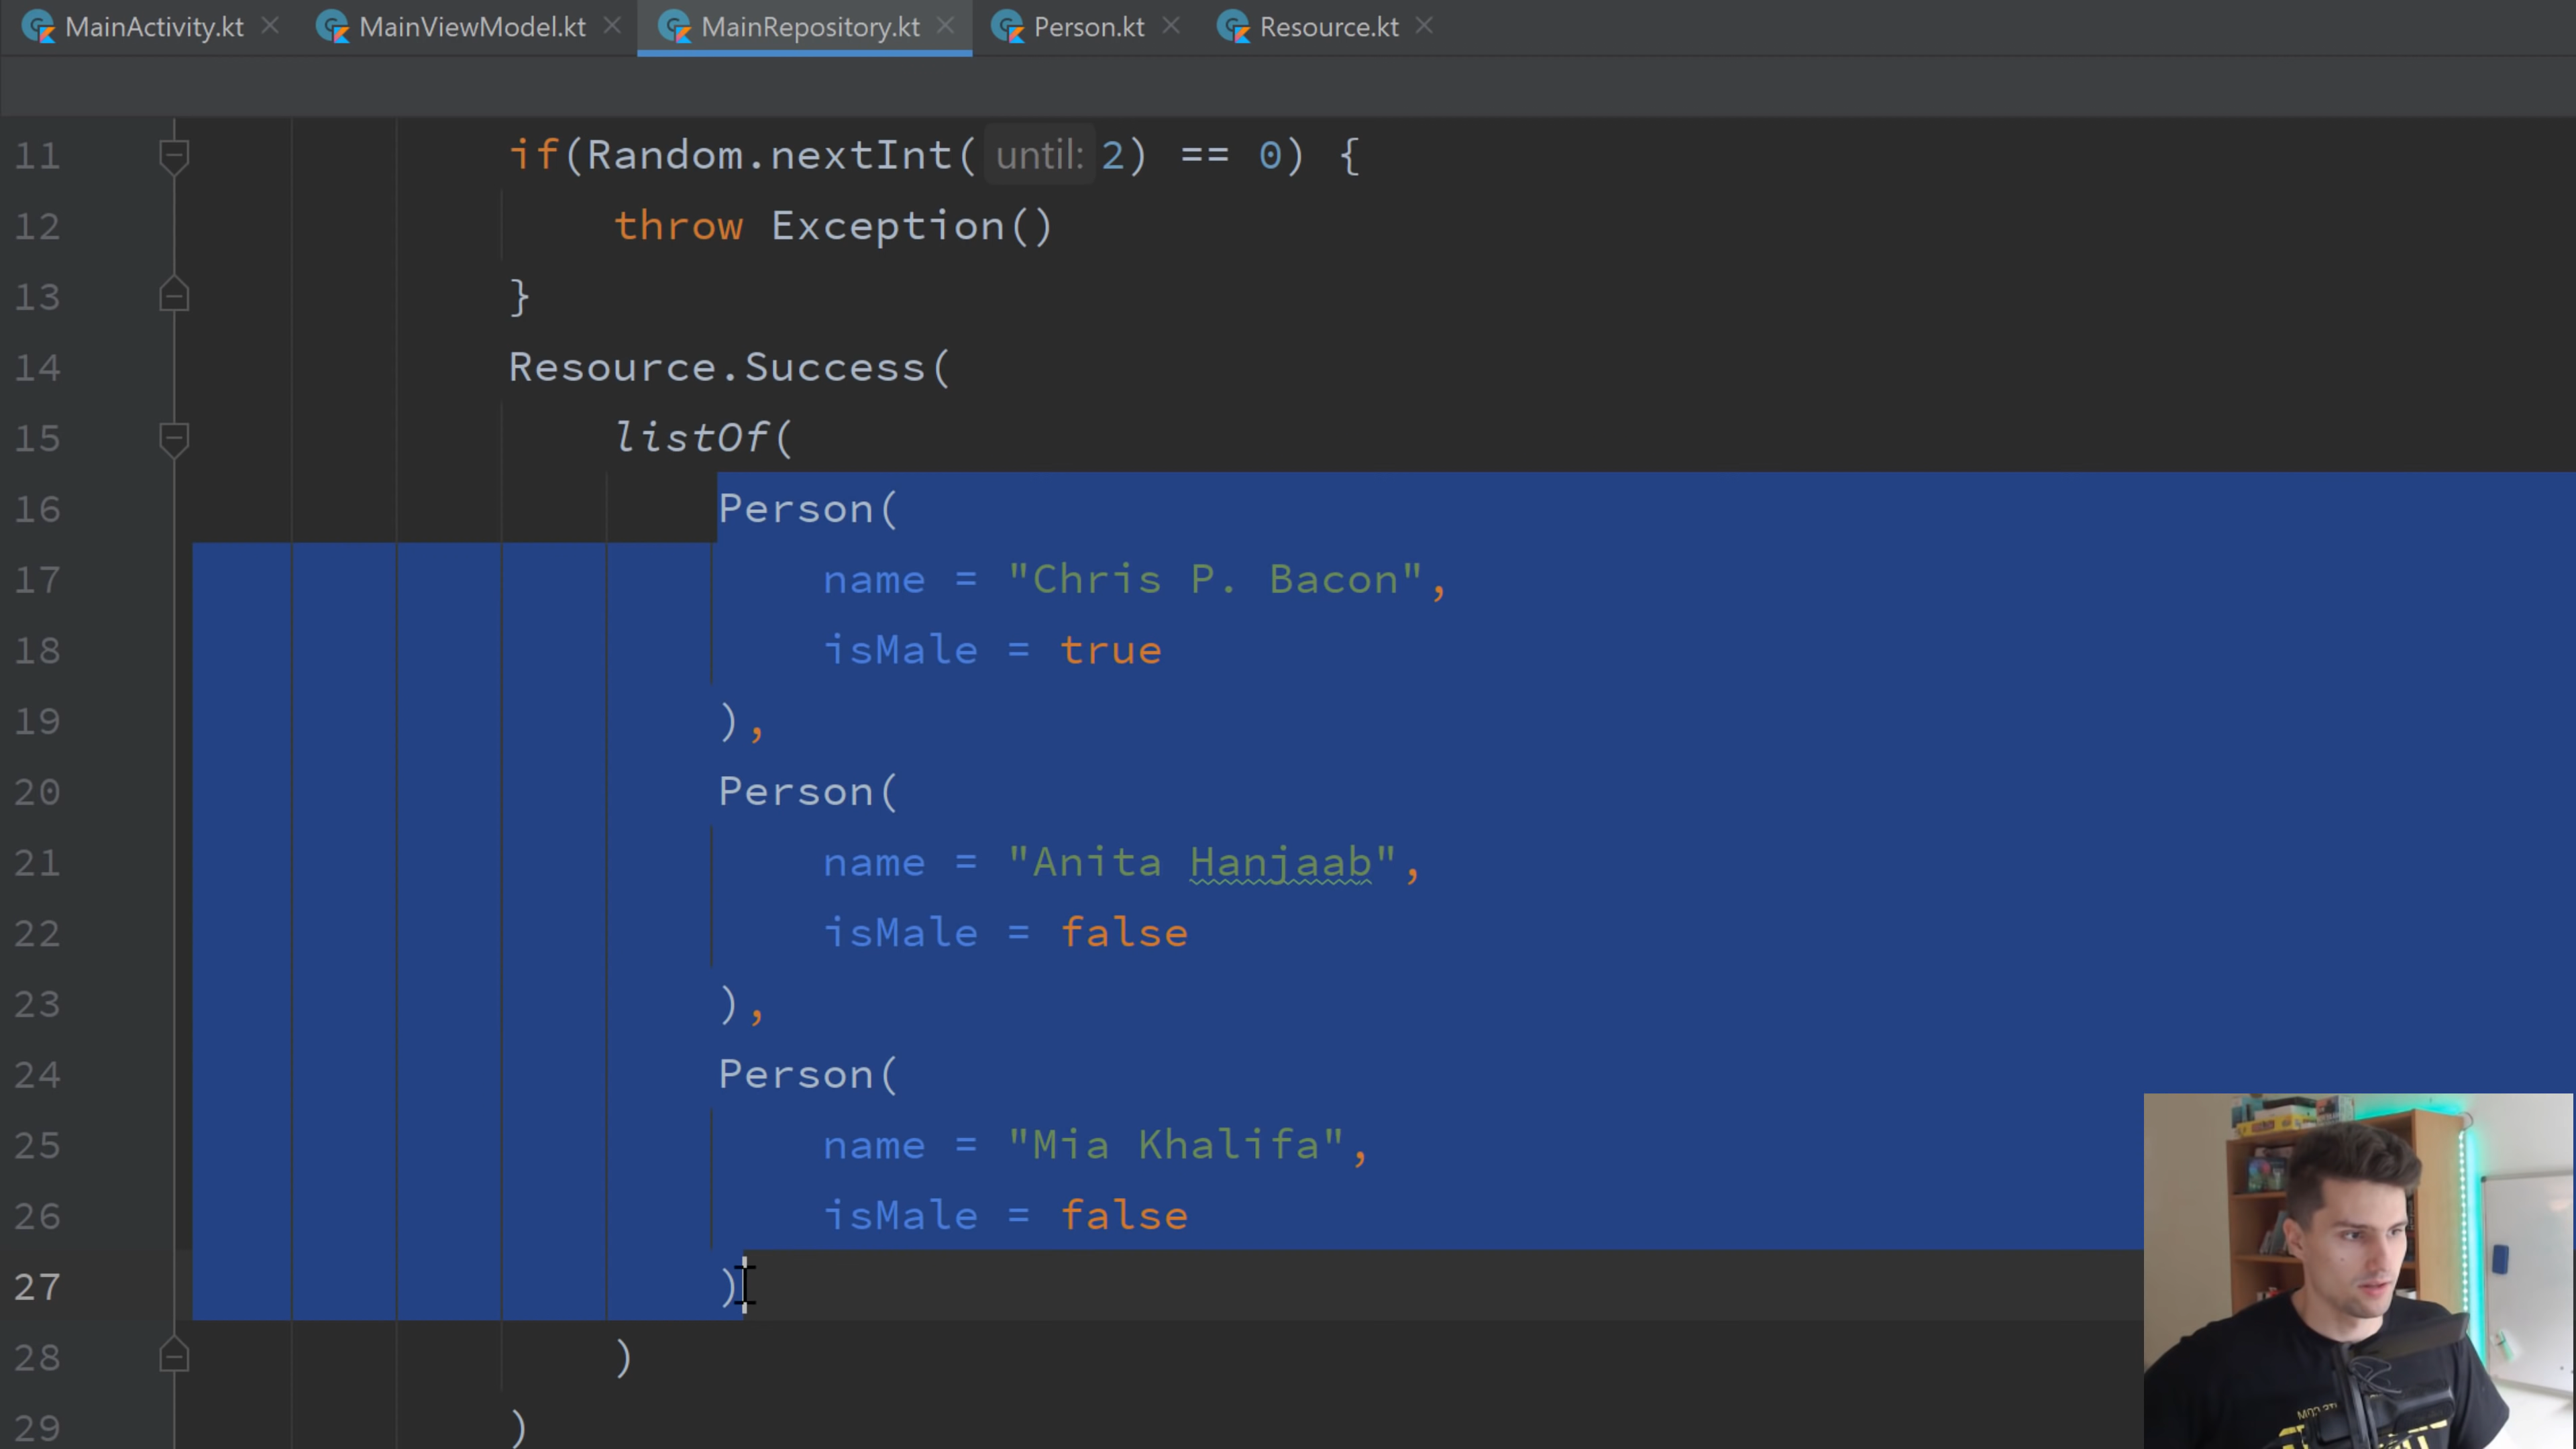 MainActivity.kt MainViewModel.kt MainRepository.kt Person.kt Resource.kt
11 if(Random.nextInt( until: 2) == 0) {
12 throw Exception()
13 }
14 Resource.Success(
15 listOf(
16 Person(
17 name = "Chris P. Bacon",
18 isMale = true
19 ),
20 Person(
21 name = "Anita Hanjaab",
22 isMale = false
23 ),
24 Person(
25 name = "Mia Khalifa",
26 isMale = false
27 )
28 )
29 )